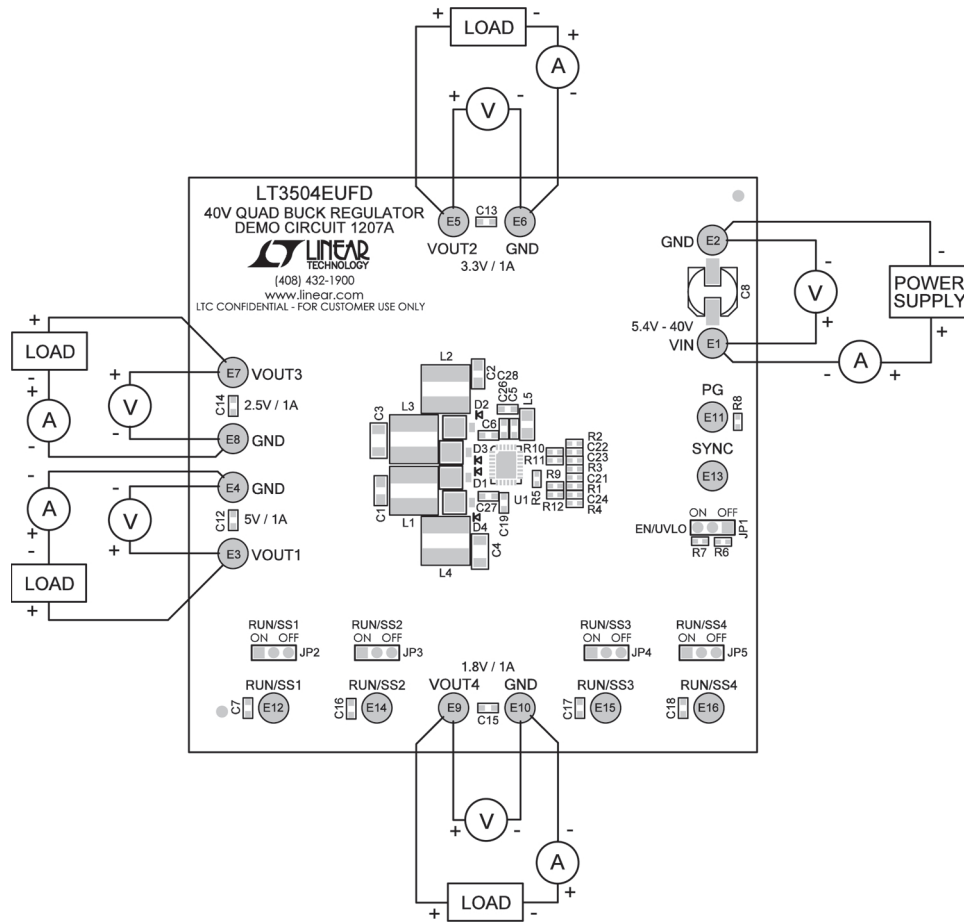 + LOAD -
+ A -
+ V -
LT3504EUFD
40V QUAD BUCK REGULATOR
DEMO CIRCUIT 1207A
LT LINEAR
TECHNOLOGY
(408) 432-1900
www.linear.com
LTC CONFIDENTIAL - FOR CUSTOMER USE ONLY
E5 C13 E6
VOUT2 GND
3.3V / 1A
GND E2
C8
- V +
- POWER
SUPPLY +
5.4V - 40V
VIN E1
- A +
+ LOAD -
+ A -
+ V -
E7 VOUT3
C14 2.5V / 1A
E8 GND
- A +
- V +
- LOAD +
E4 GND
C12 5V / 1A
E3 VOUT1
L2
C2
C28
C26
C5
L5
D2
C6
L3
C3
D3
D1
R10
R11
R2
C22
C23
R3
C21
R1
C24
R4
R9
R5
R12
U1
C27
C19
C1
L1
D4
C4
L4
PG
E11
R8
SYNC
E13
ON OFF
EN/UVLO JP1
R7 R6
RUN/SS1
ON OFF
JP2
RUN/SS2
ON OFF
JP3
RUN/SS3
ON OFF
JP4
RUN/SS4
ON OFF
JP5
RUN/SS1
C7 E12
RUN/SS2
C16 E14
1.8V / 1A
VOUT4 GND
E9 C15 E10
RUN/SS3
C17 E15
RUN/SS4
C18 E16
+ V -
- A +
+ LOAD -